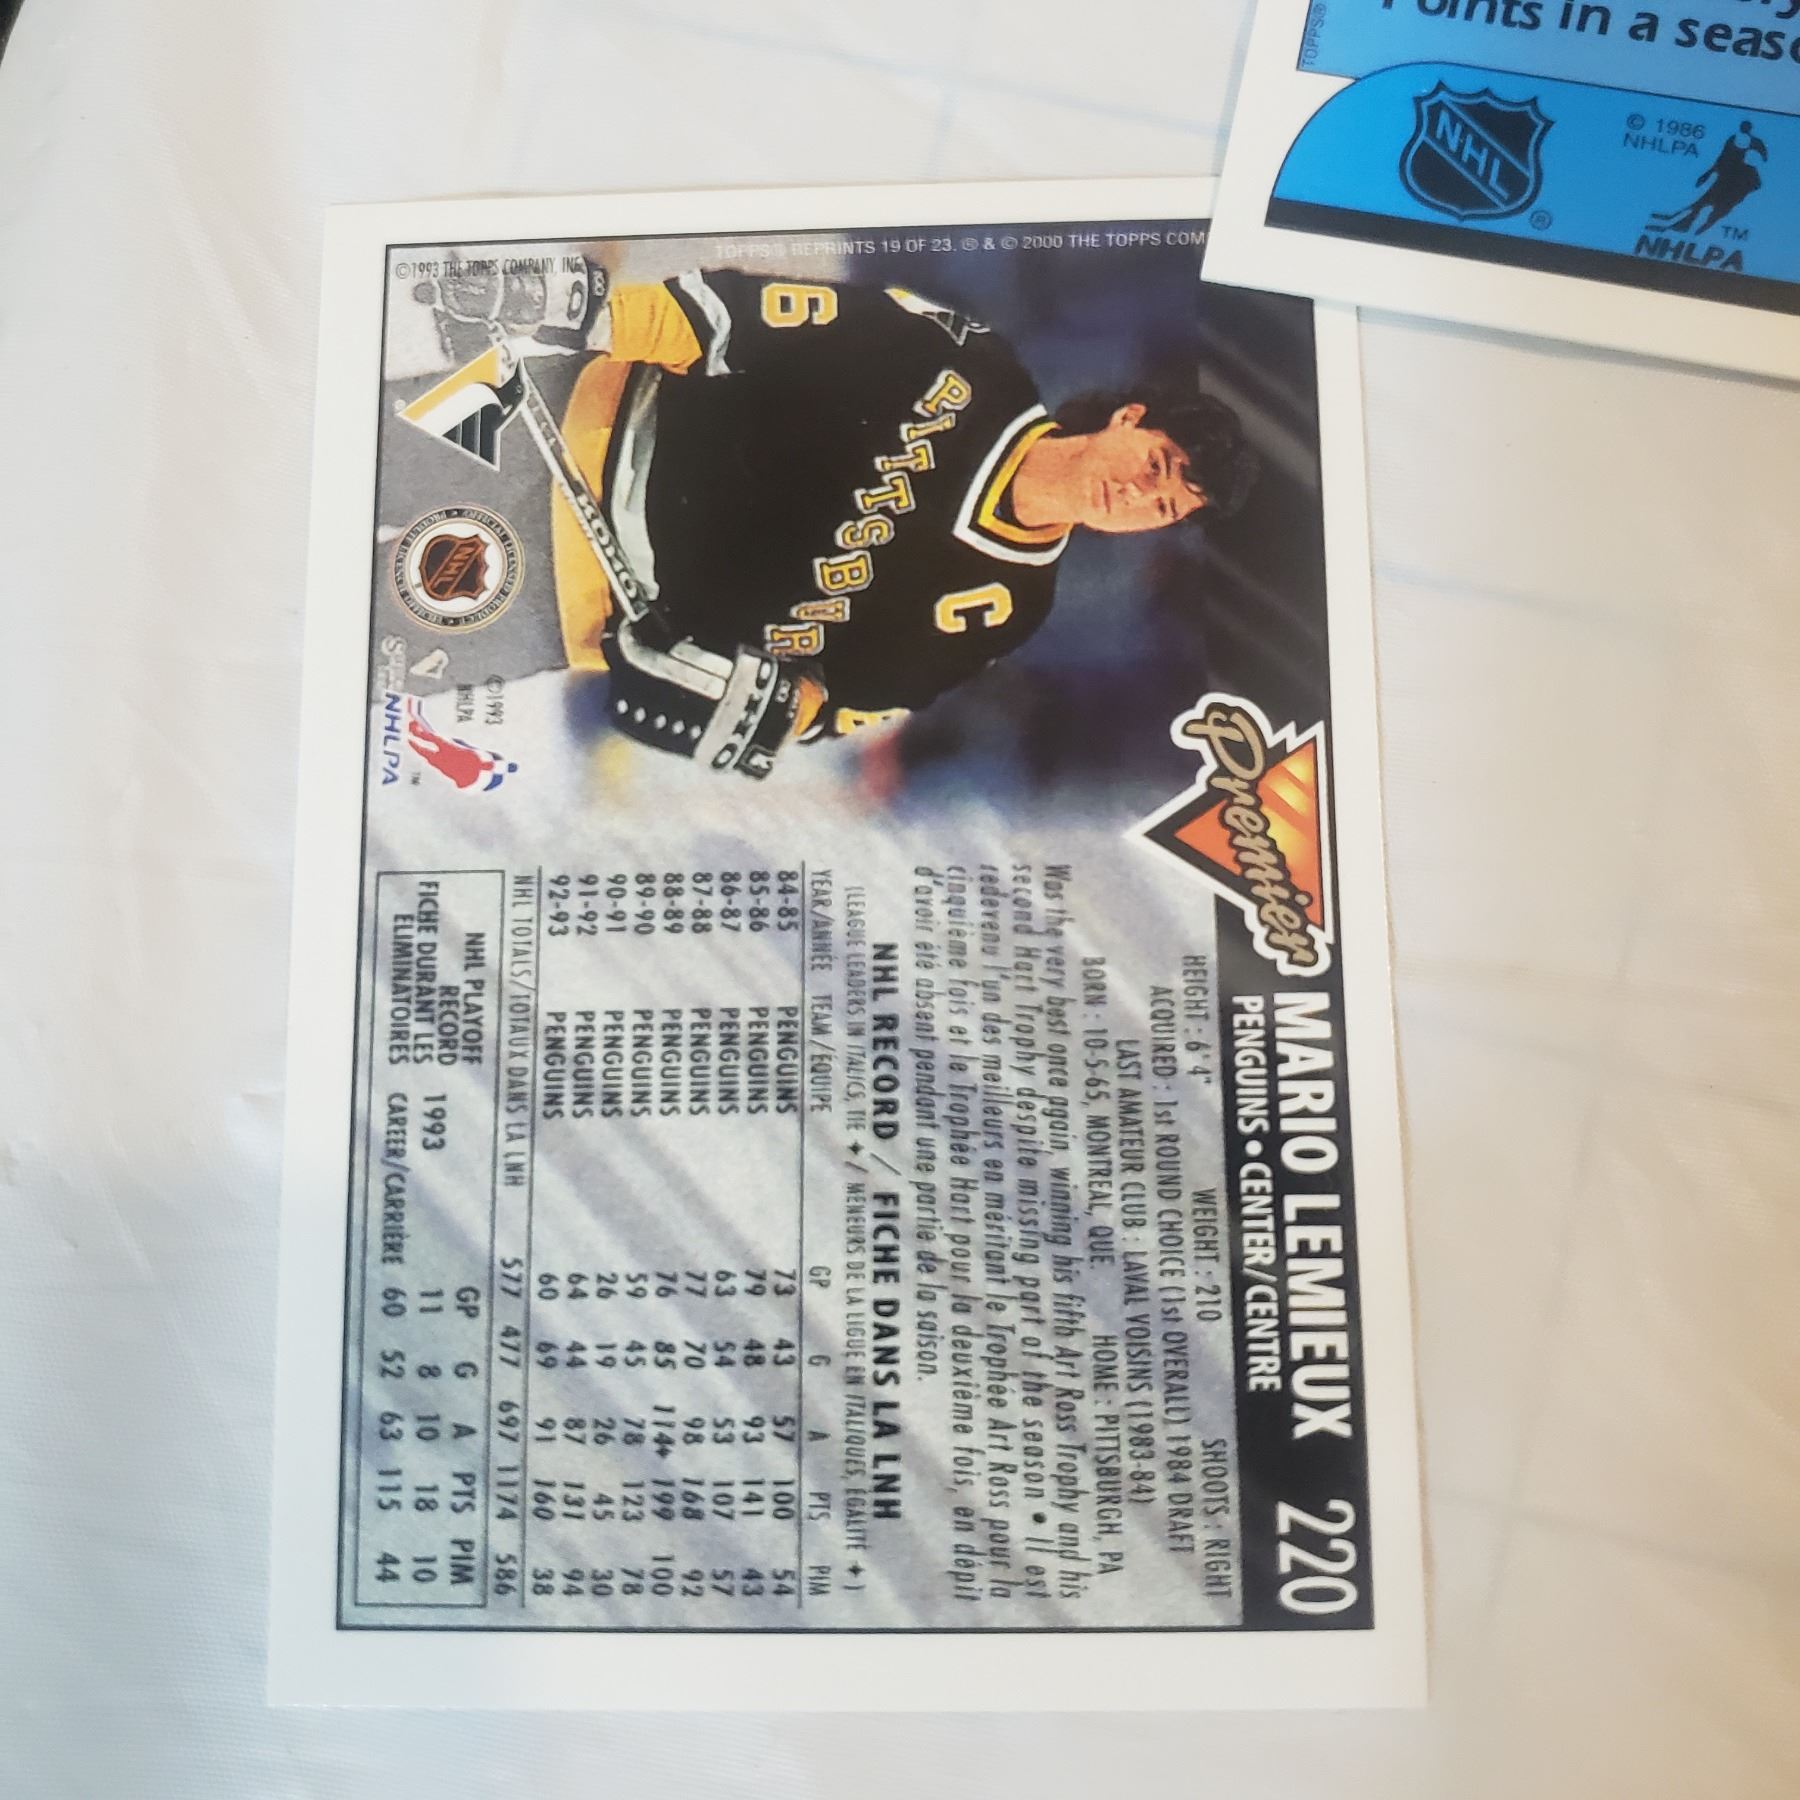 Points in a seas
TOPPS®
NHL
®
© 1986
NHLPA
TM
NHLPA
TOPPS® REPRINTS 19 OF 23. ® & © 2000 THE TOPPS COM
©1993 THE TOPPS COMPANY, INC.
6
PITTSBUR
C
KOHO
NHL
©1993
NHLPA
NHLPA
TM
Premier
MARIO LEMIEUX 220
PENGUINS • CENTER/CENTRE
HEIGHT : 6'4" WEIGHT : 210 SHOOTS : RIGHT
ACQUIRED : 1st ROUND CHOICE (1st OVERALL) 1984 DRAFT
LAST AMATEUR CLUB : LAVAL VOISINS (1983-84)
BORN : 10-5-65, MONTREAL, QUE. HOME : PITTSBURGH, PA
Was the very best once again, winning his fifth Art Ross Trophy and his
second Hart Trophy despite missing part of the season • Il est
redevenu l'un des meilleurs en méritant le Trophée Art Ross pour la
cinquième fois et le Trophée Hart pour la deuxième fois, en dépit
d'avoir été absent pendant une partie de la saison.
NHL RECORD / FICHE DANS LA LNH
(LEAGUE LEADERS IN ITALICS, TIE ✦ / MENEURS DE LA LIGUE EN ITALIQUES, ÉGALITÉ ✦)
YEAR/ANNÉE TEAM/ÉQUIPE GP G A PTS PIM
84-85 PENGUINS 73 43 57 100 54
85-86 PENGUINS 79 48 93 141 43
86-87 PENGUINS 63 54 53 107 57
87-88 PENGUINS 77 70 98 168 92
88-89 PENGUINS 76 85 114✦ 199 100
89-90 PENGUINS 59 45 78 123 78
90-91 PENGUINS 26 19 26 45 30
91-92 PENGUINS 64 44 87 131 94
92-93 PENGUINS 60 69 91 160 38
NHL TOTALS/TOTAUX DANS LA LNH 577 477 697 1174 586
NHL PLAYOFF GP G A PTS PIM
RECORD 1993 11 8 10 18 10
FICHE DURANT LES
ELIMINATOIRES CAREER/CARRIÈRE 60 52 63 115 44